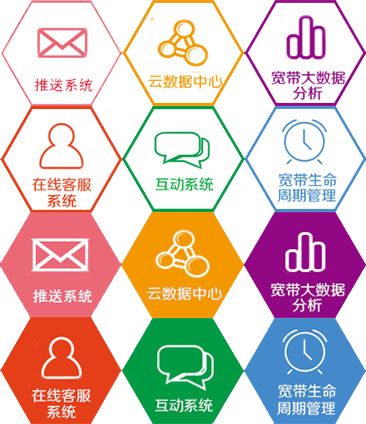 推送系统
云数据中心
宽带大数据
分析
在线客服
系统
互动系统
宽带生命
周期管理
推送系统
云数据中心
宽带大数据
分析
在线客服
系统
互动系统
宽带生命
周期管理